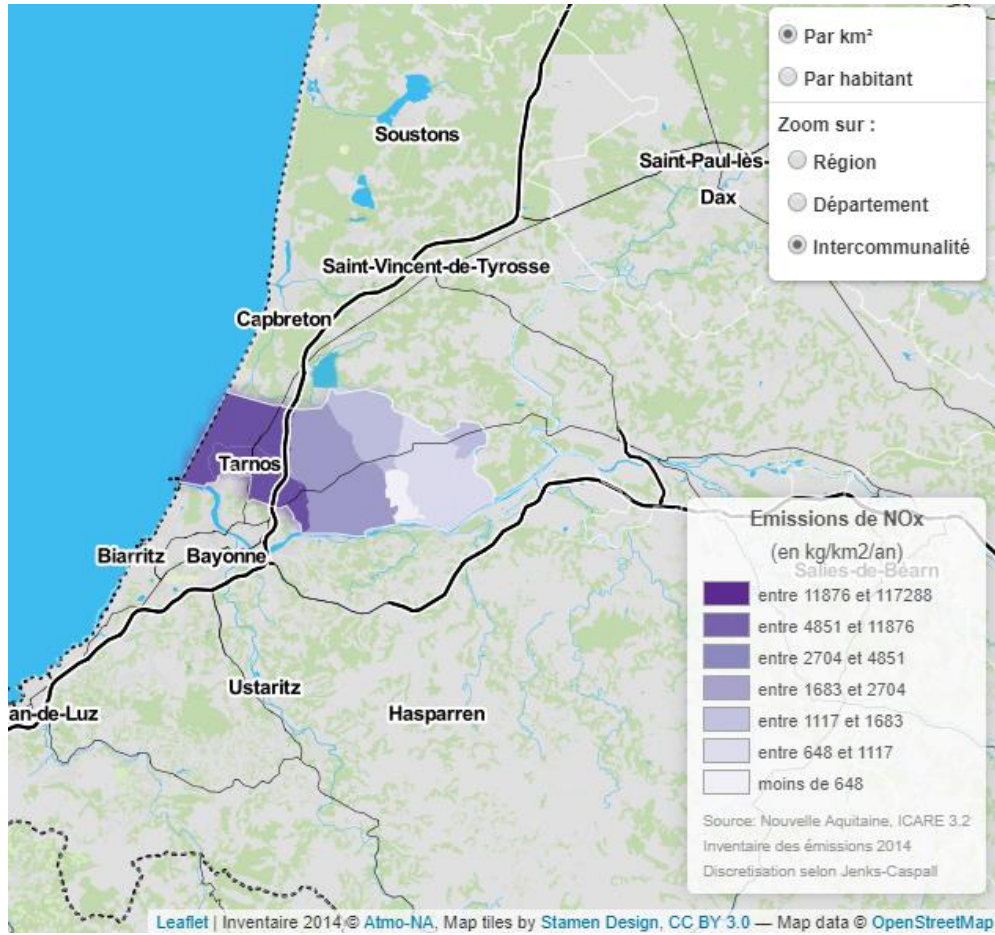 Par km²
Par habitant
Zoom sur :
Région
Département
Intercommunalité
Soustons
Saint-Paul-lès-
Dax
Saint-Vincent-de-Tyrosse
Capbreton
Tarnos
Biarritz
Bayonne
Ustaritz
an-de-Luz
Hasparren
Emissions de NOx
(en kg/km2/an)
Salies-de-Béarn
entre 11876 et 117288
entre 4851 et 11876
entre 2704 et 4851
entre 1683 et 2704
entre 1117 et 1683
entre 648 et 1117
moins de 648
Source: Nouvelle Aquitaine, ICARE 3.2
Inventaire des émissions 2014
Discretisation selon Jenks-Caspall
Leaflet | Inventaire 2014 © Atmo-NA, Map tiles by Stamen Design, CC BY 3.0 — Map data © OpenStreetMap